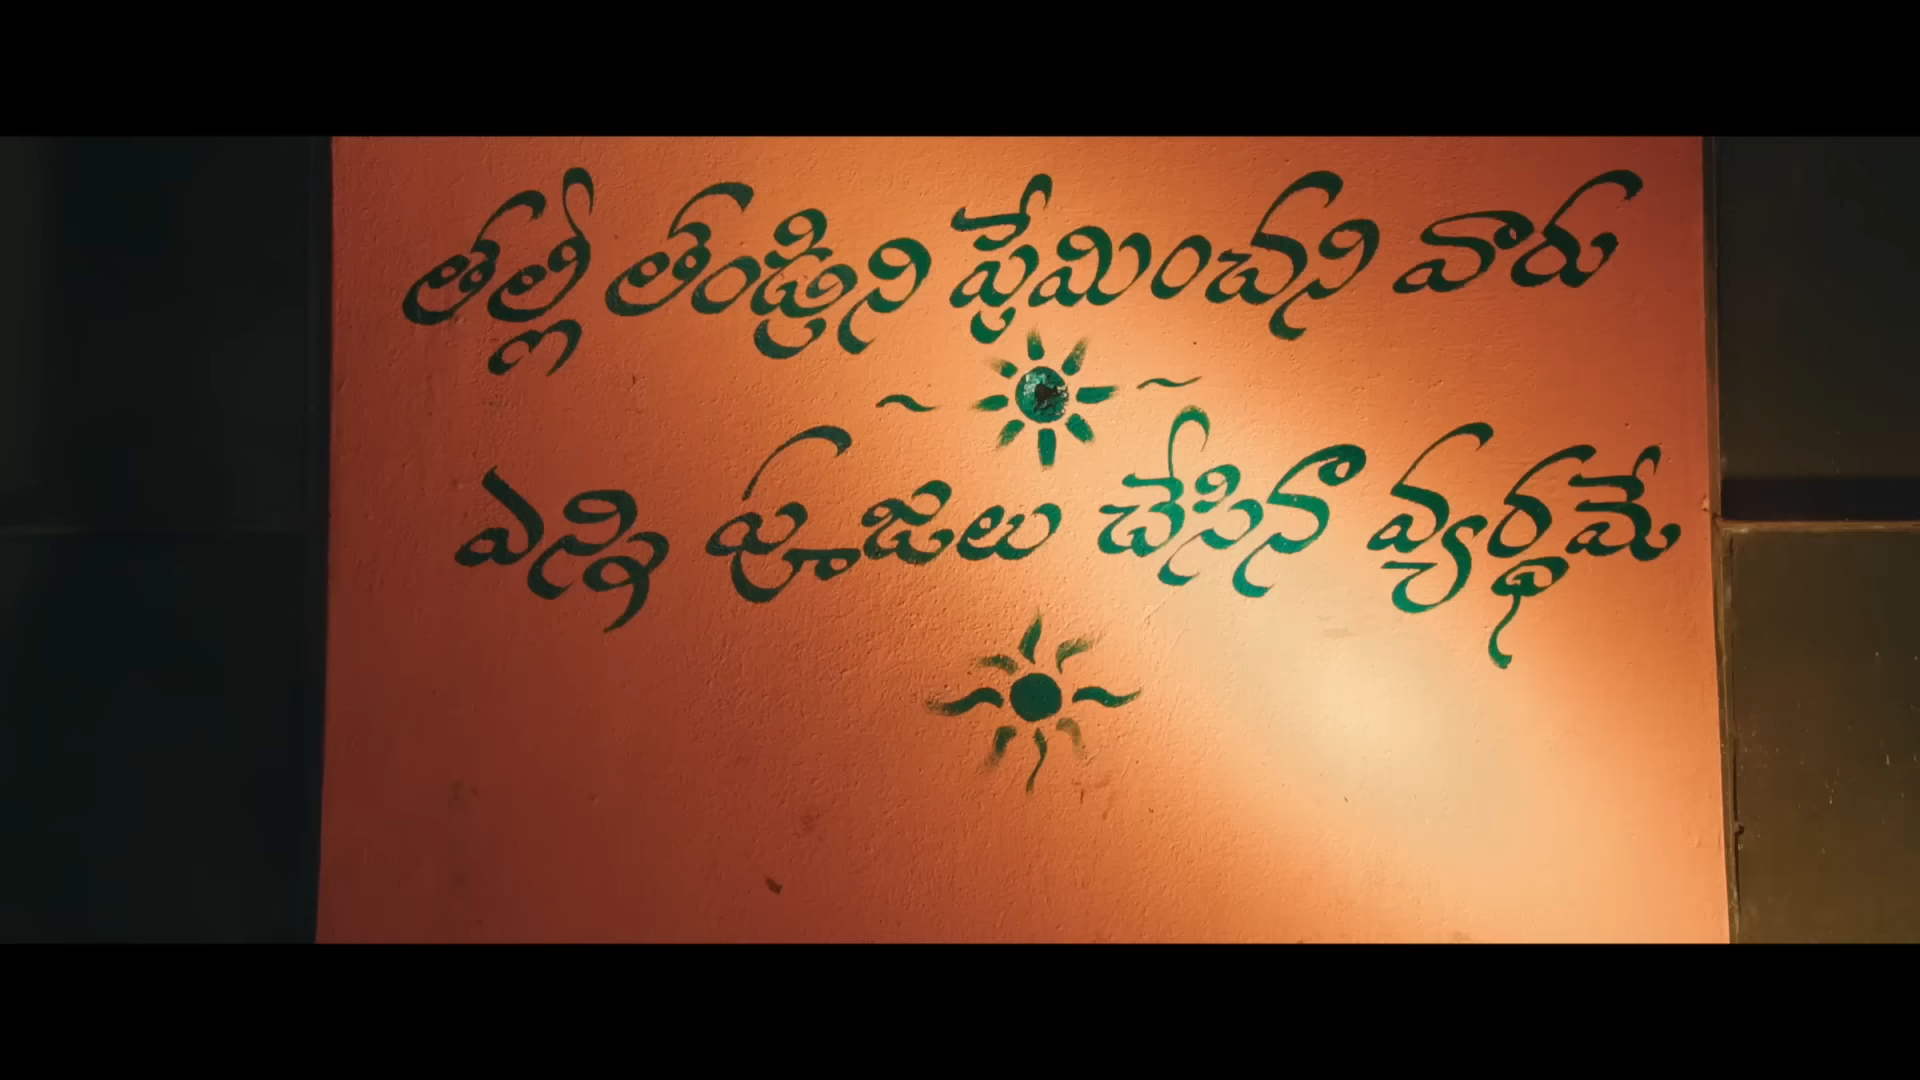 తల్లీ తండ్రిని ప్రేమించని వారు
ఎన్ని పూజలు చేసినా వ్యర్థమే